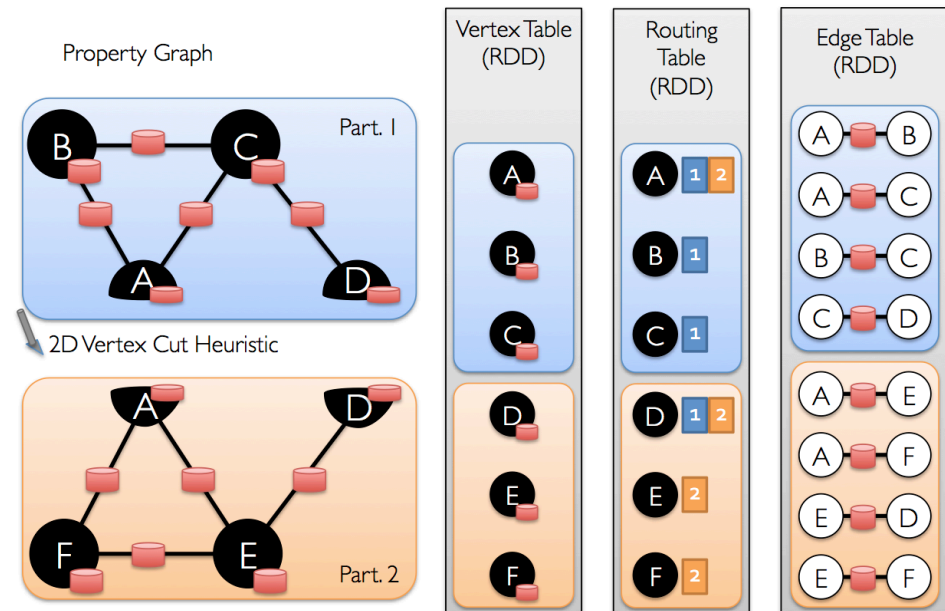 Property Graph
Part. 1
B
C
A
D
2D Vertex Cut Heuristic
A
D
F
E
Part. 2
Vertex Table
(RDD)
A
B
C
D
E
F
Routing
Table
(RDD)
A 1 2
B 1
C 1
D 1 2
E 2
F 2
Edge Table
(RDD)
A B
A C
B C
C D
A E
A F
E D
E F